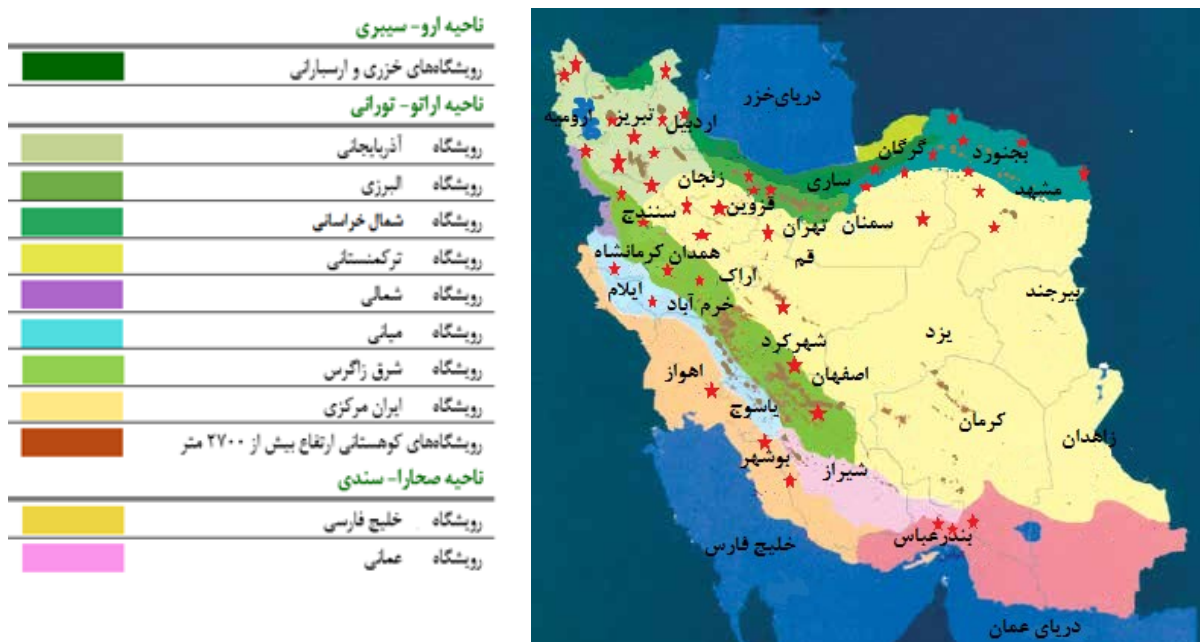 ناحیه ارو- سیبری
رویشگاه‌های خزری و ارسبارانی
ناحیه اراتو- تورانی
رویشگاه آذربایجانی
رویشگاه البرزی
رویشگاه شمال خراسانی
رویشگاه ترکمنستانی
رویشگاه شمالی
رویشگاه میانی
رویشگاه شرق زاگرس
رویشگاه ایران مرکزی
رویشگاه‌های کوهستانی ارتفاع بیش از ۲۷۰۰ متر
ناحیه صحارا- سندی
رویشگاه خلیج فارسی
رویشگاه عمانی
دریای‌خزر
ارومیه
تبریز
اردبیل
گرگان
بجنورد
زنجان
ساری
مشهد
قزوین
سنندج
تهران
سمنان
قم
همدان
کرمانشاه
اراک
ایلام
خرم آباد
بیرجند
یزد
شهرکرد
اصفهان
اهواز
یاسوج
کرمان
زاهدان
بوشهر
شیراز
بندرعباس
خلیج فارس
دریای عمان